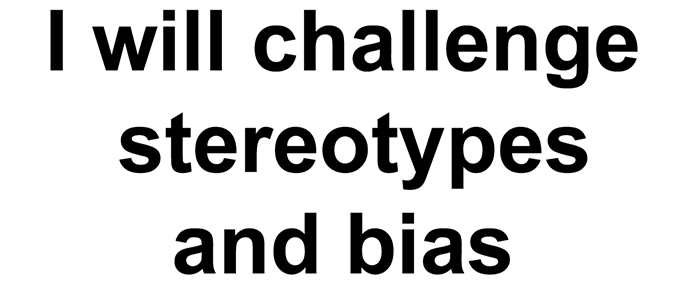 I will challenge
stereotypes
and bias